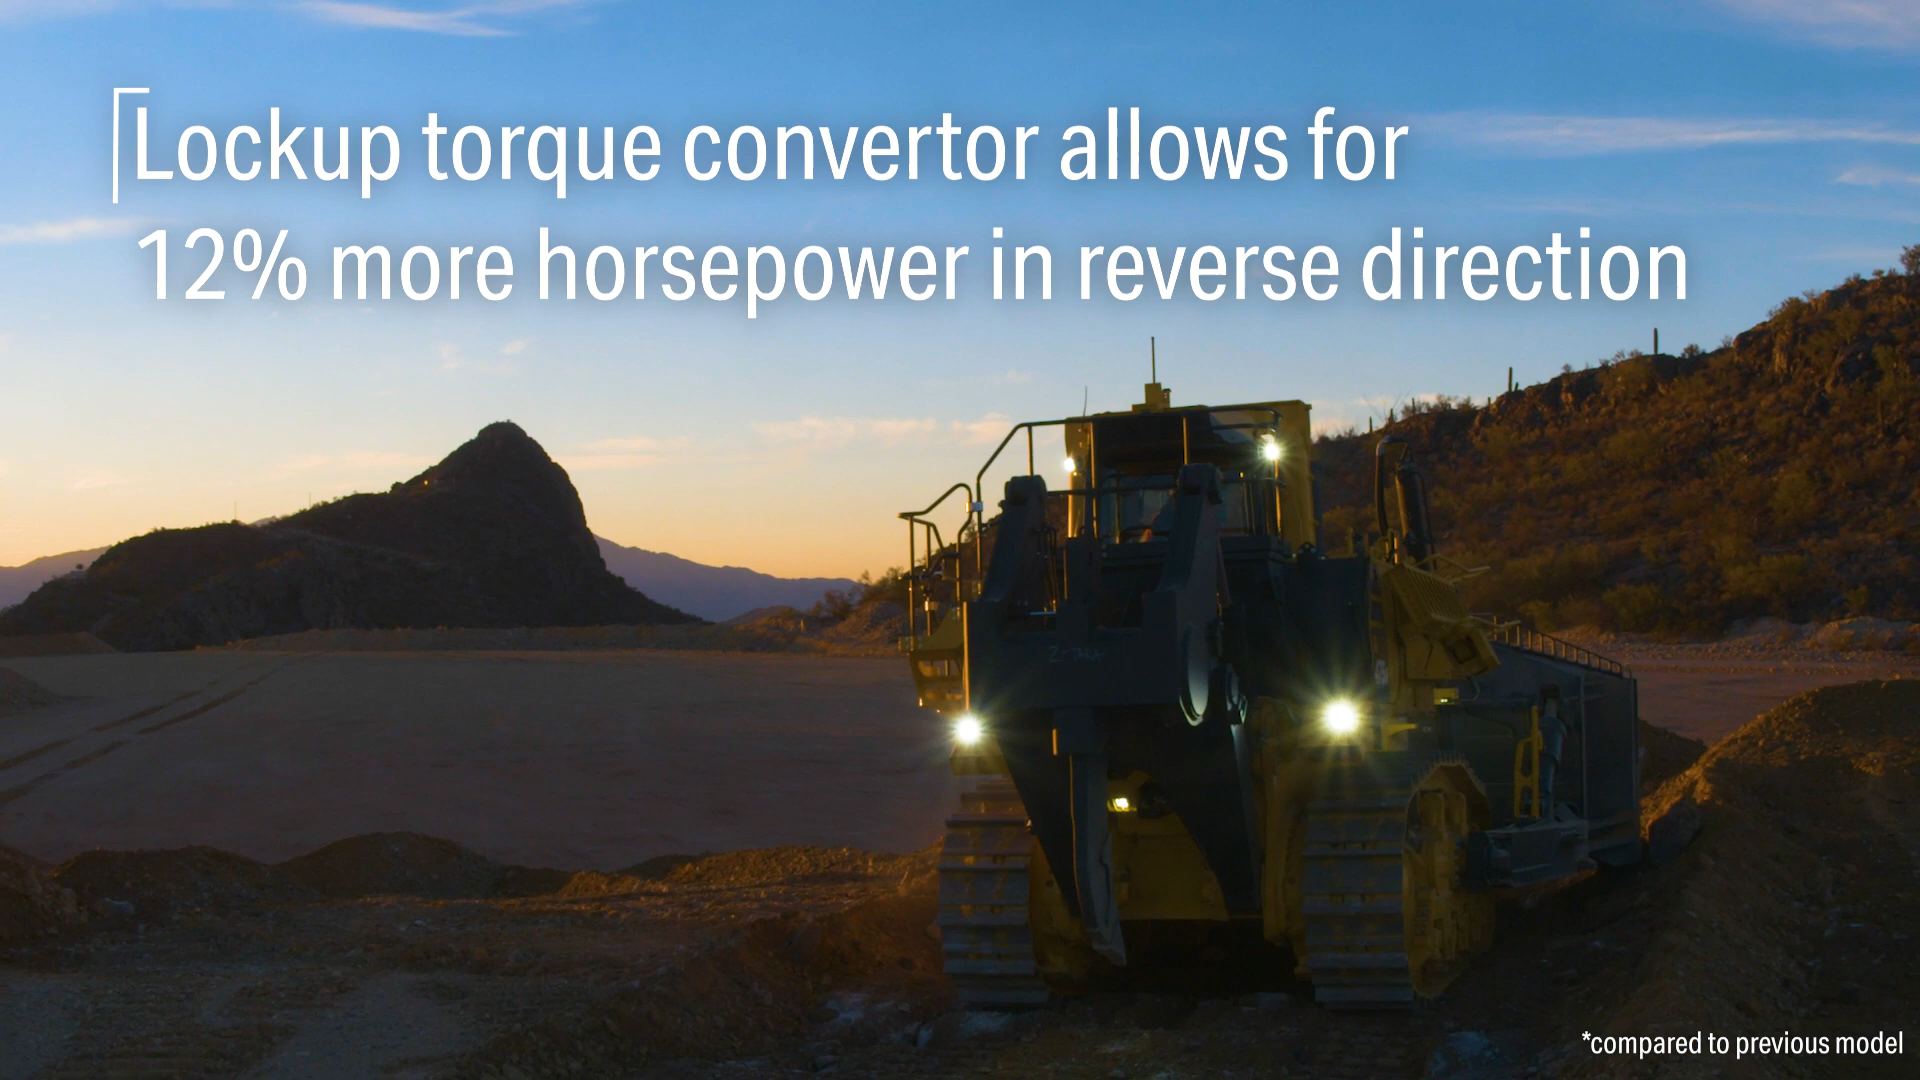 Lockup torque convertor allows for
12% more horsepower in reverse direction
*compared to previous model